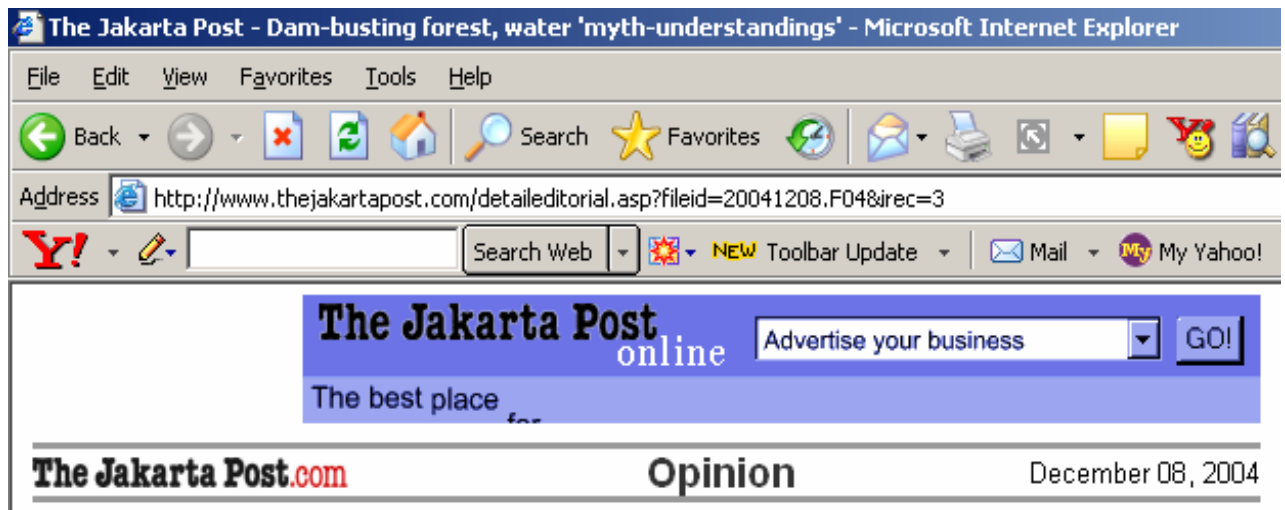 The Jakarta Post - Dam-busting forest, water 'myth-understandings' - Microsoft Internet Explorer
File Edit View Favorites Tools Help
Back Search Favorites
Address http://www.thejakartapost.com/detaileditorial.asp?fileid=20041208.F04&irec=3
Y! Search Web NEW Toolbar Update Mail My My Yahoo!
The Jakarta Post online Advertise your business GO!
The best place
for
The Jakarta Post.com Opinion December 08, 2004